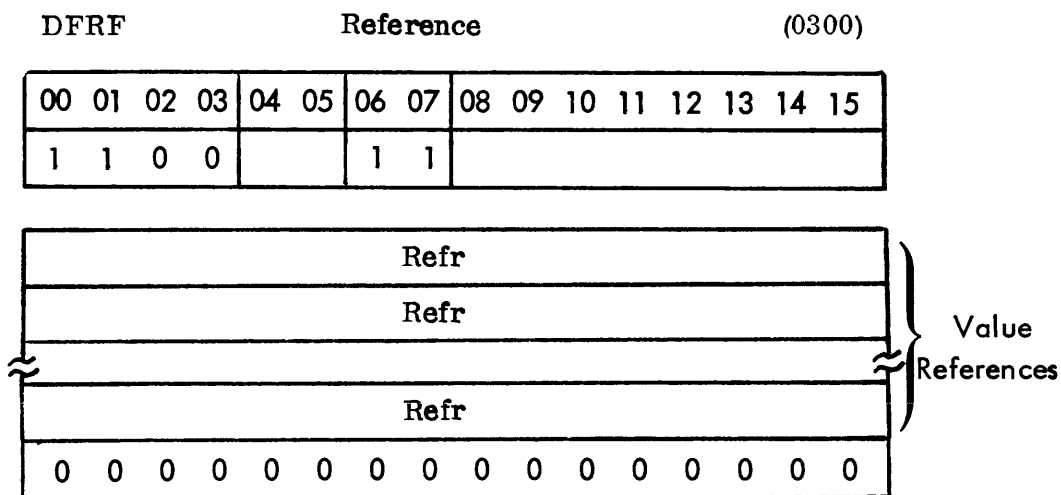 DFRF Reference (0300)
00 01 02 03 04 05 06 07 08 09 10 11 12 13 14 15
1 1 0 0 1 1
Refr
Refr
Value
References
Refr
0 0 0 0 0 0 0 0 0 0 0 0 0 0 0 0